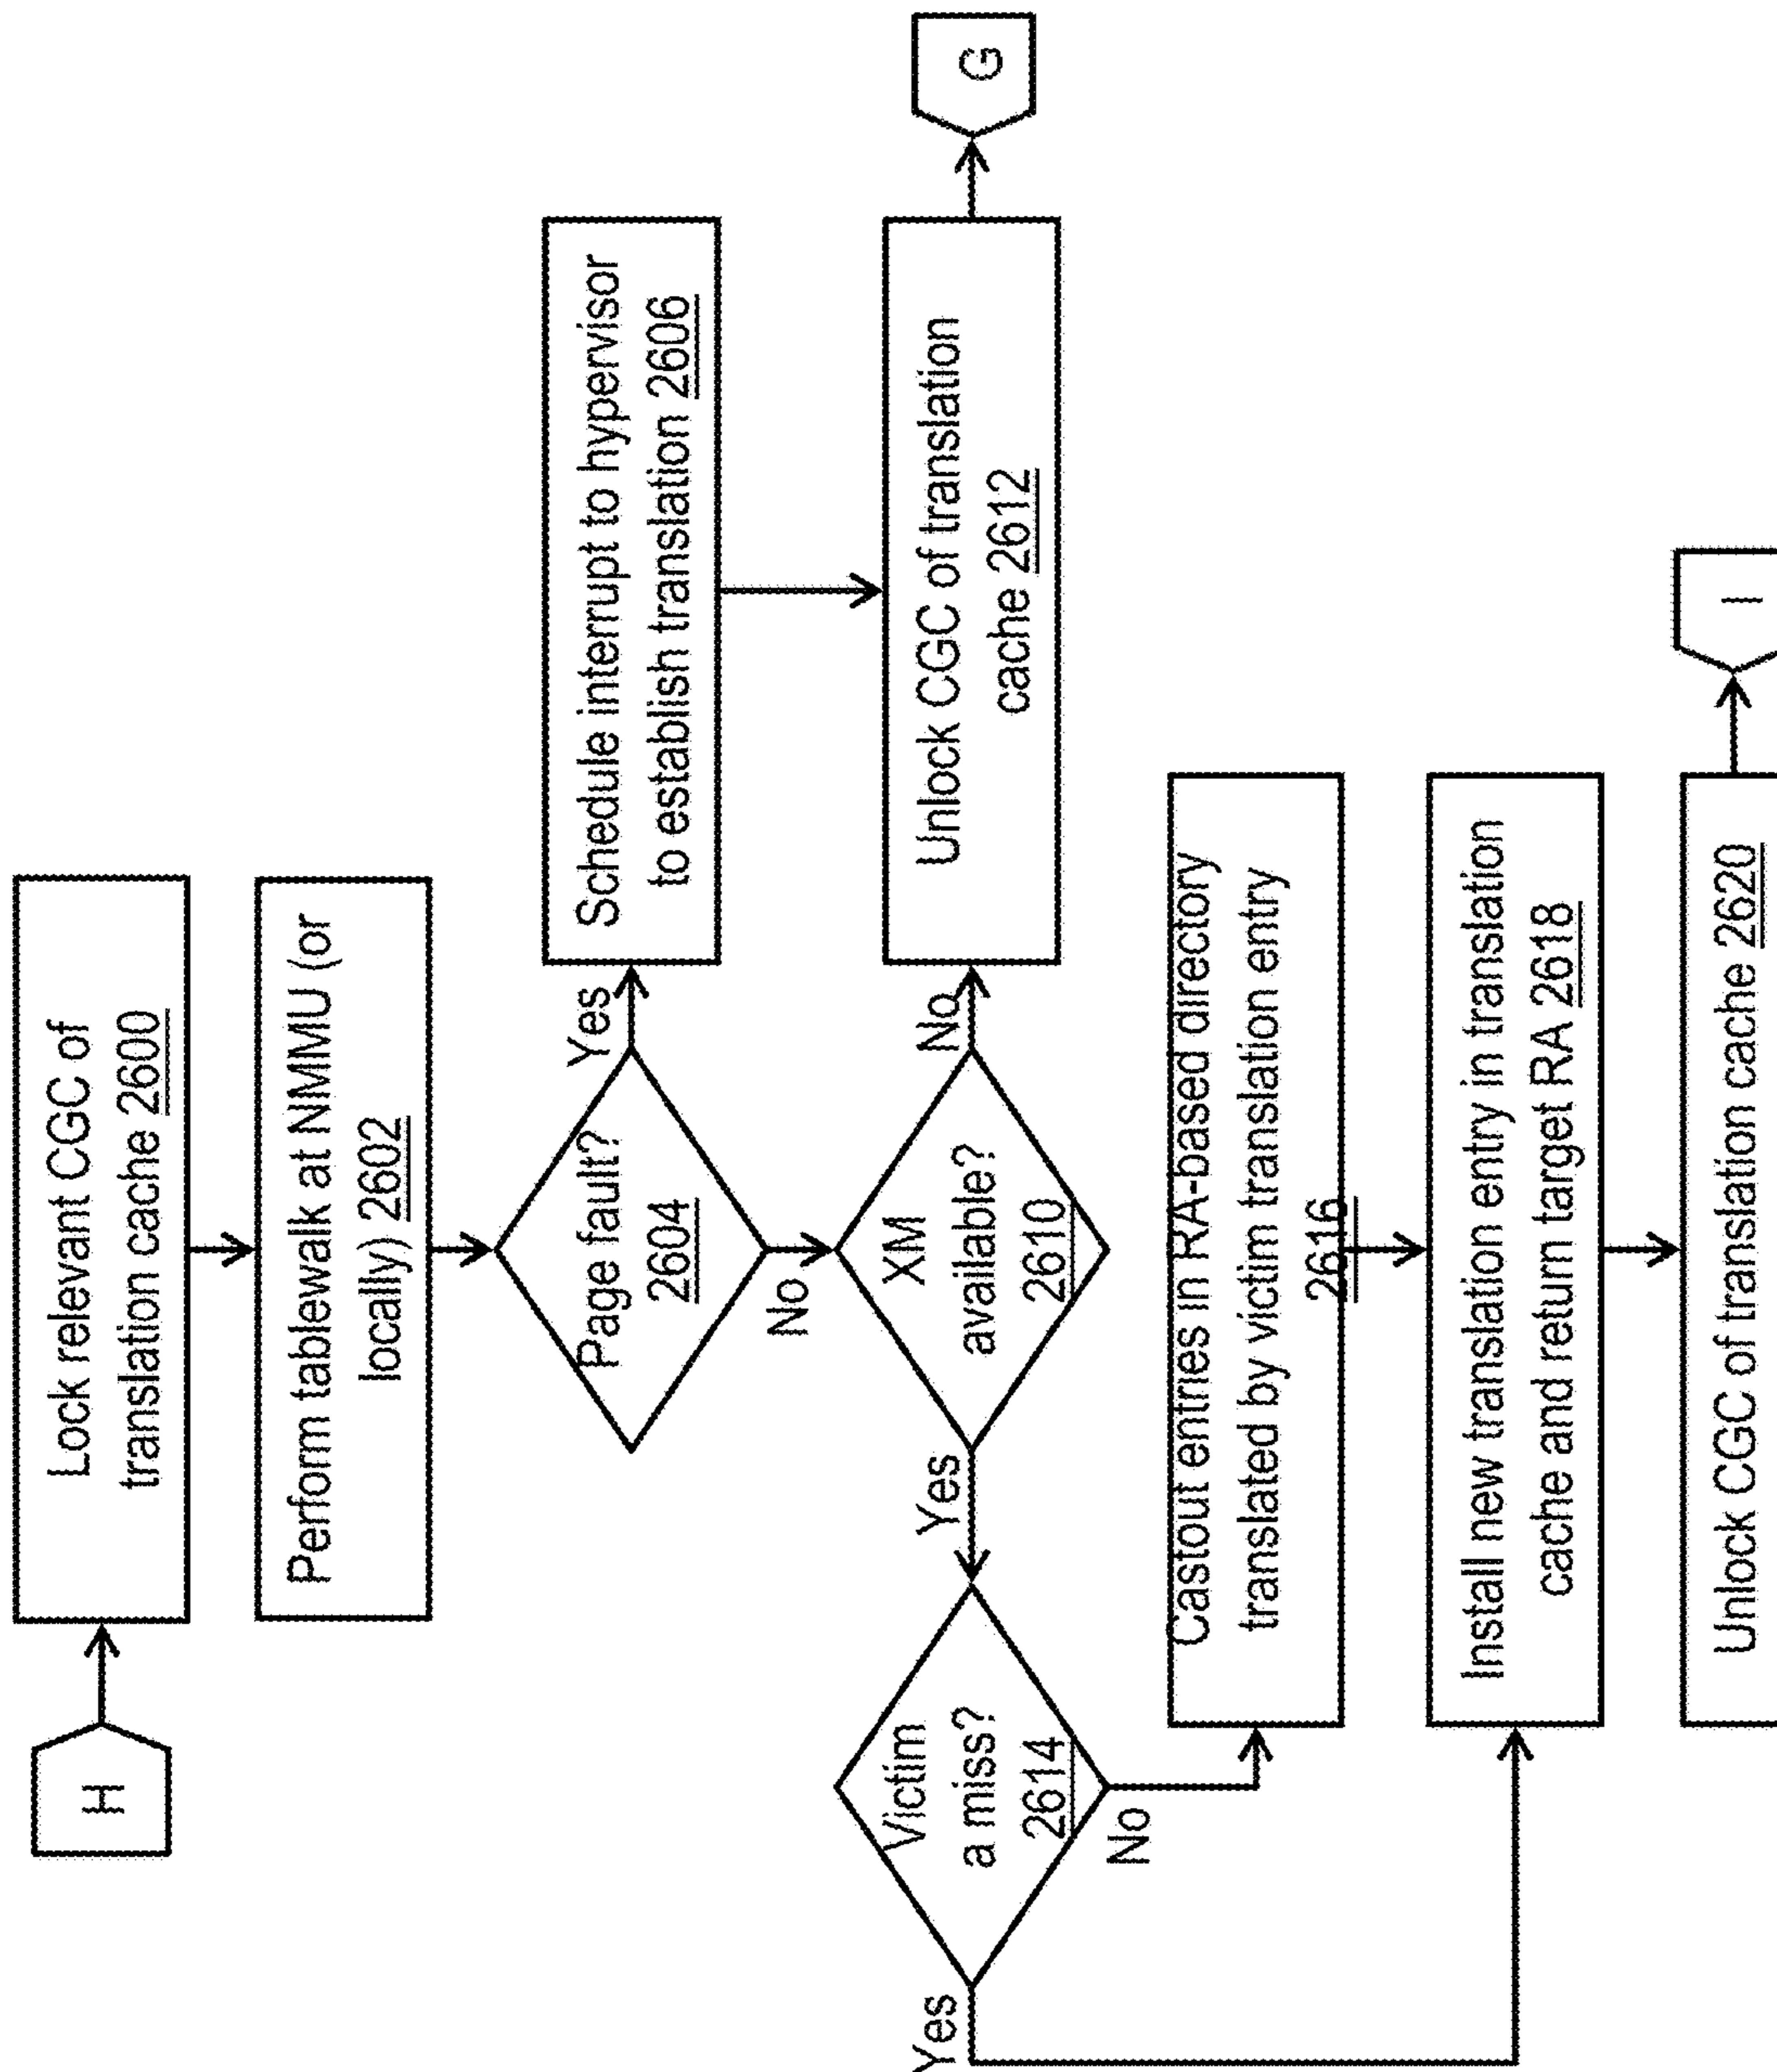 H
Lock relevant CGC of
translation cache 2600
Perform tablewalk at NMMU (or
locally) 2602
Page fault?
2604
Yes
No
Schedule interrupt to hypervisor
to establish translation 2606
XM
available?
2610
No
Yes
Unlock CGC of translation
cache 2612
G
Victim
a miss?
2614
No
Yes
Castout entries in RA-based directory
translated by victim translation entry
2616
Install new translation entry in translation
cache and return target RA 2618
Unlock CGC of translation cache 2620
I